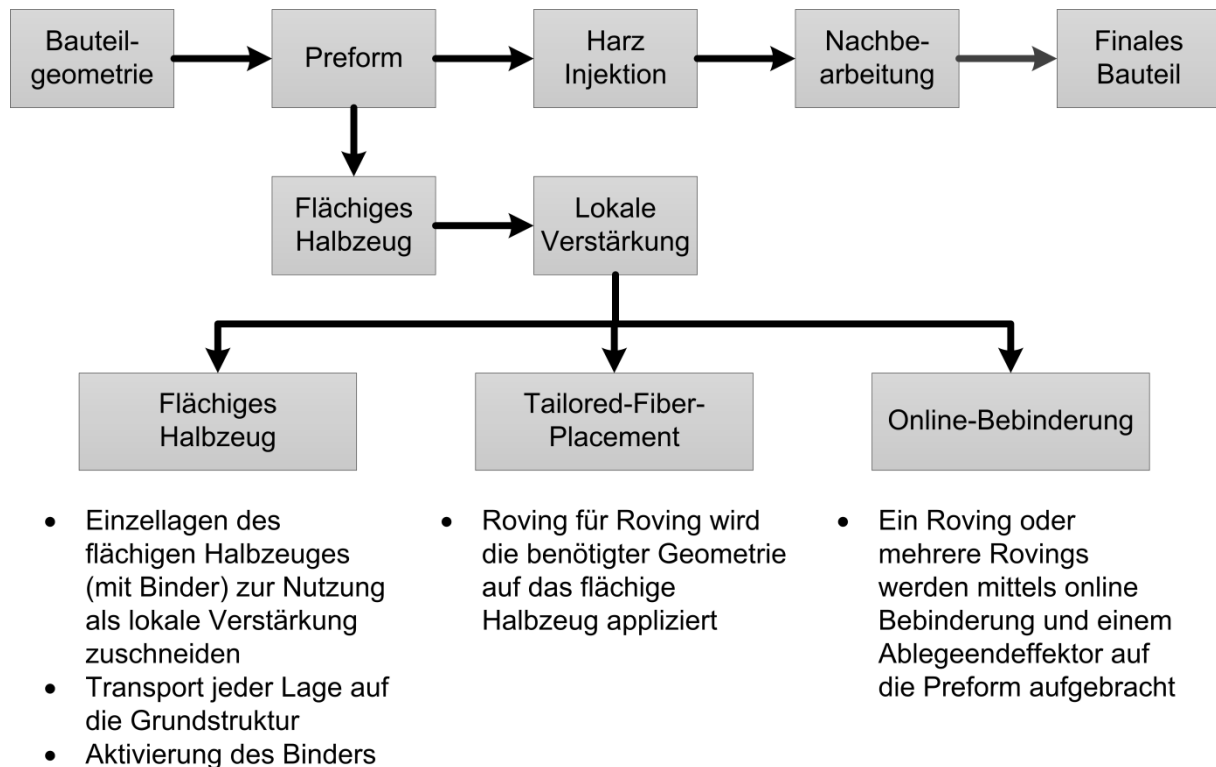 Bauteil-
geometrie
Preform
Harz
Injektion
Nachbe-
arbeitung
Finales
Bauteil
Flächiges
Halbzeug
Lokale
Verstärkung
Flächiges
Halbzeug
Tailored-Fiber-
Placement
Online-Bebinderung
• Einzellagen des
flächigen Halbzeuges
(mit Binder) zur Nutzung
als lokale Verstärkung
zuschneiden
• Transport jeder Lage auf
die Grundstruktur
• Aktivierung des Binders
• Roving für Roving wird
die benötigter Geometrie
auf das flächige
Halbzeug appliziert
• Ein Roving oder
mehrere Rovings
werden mittels online
Bebinderung und einem
Ablegeendeffektor auf
die Preform aufgebracht